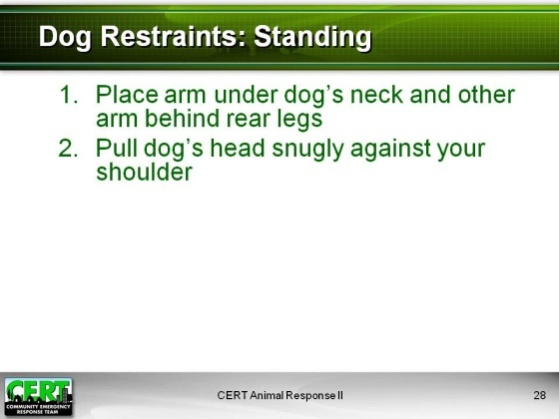 Dog Restraints: Standing
1. Place arm under dog's neck and other
arm behind rear legs
2. Pull dog's head snugly against your
shoulder
CERT
COMMUNITY EMERGENCY
RESPONSE TEAM
CERT Animal Response II
28